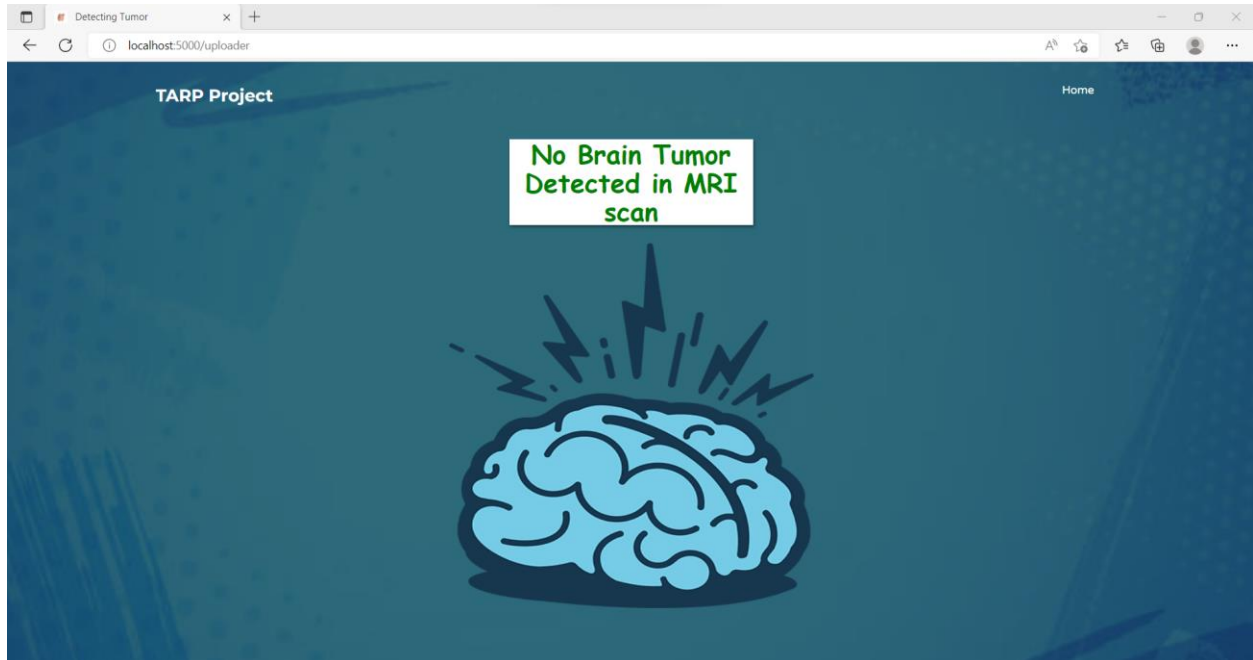 Detecting Tumor
localhost:5000/uploader
TARP Project
Home
No Brain Tumor
Detected in MRI
scan